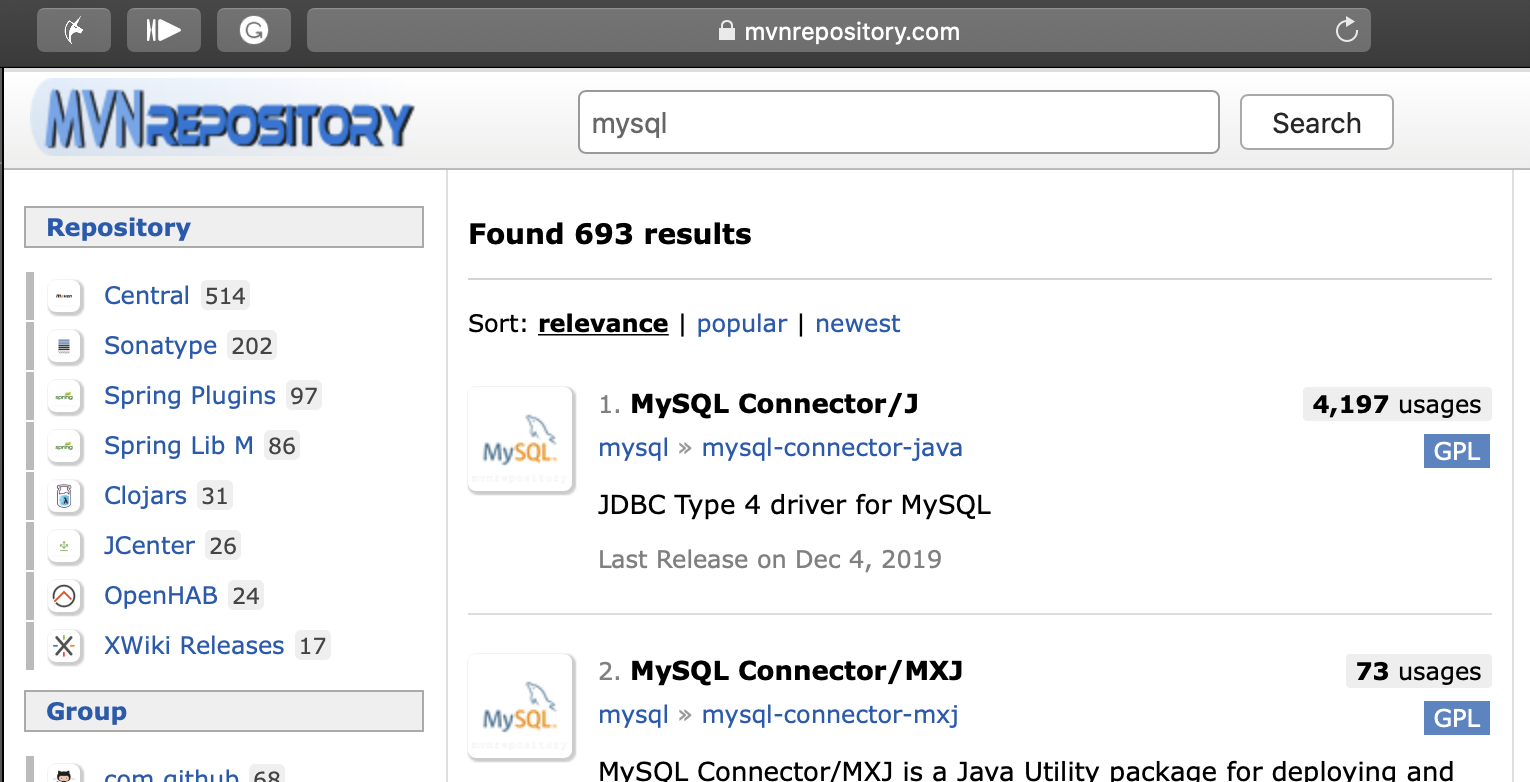 mvnrepository.com
MVNREPOSITORY
mysql
Search
Repository
Central 514
Sonatype 202
Spring Plugins 97
Spring Lib M 86
Clojars 31
JCenter 26
OpenHAB 24
XWiki Releases 17
Group
com.github 68
Found 693 results
Sort: relevance | popular | newest
MySQL
mvnrepository
1. MySQL Connector/J
4,197 usages
mysql » mysql-connector-java
GPL
JDBC Type 4 driver for MySQL
Last Release on Dec 4, 2019
MySQL
mvnrepository
2. MySQL Connector/MXJ
73 usages
mysql » mysql-connector-mxj
GPL
MySQL Connector/MXJ is a Java Utility package for deploying and